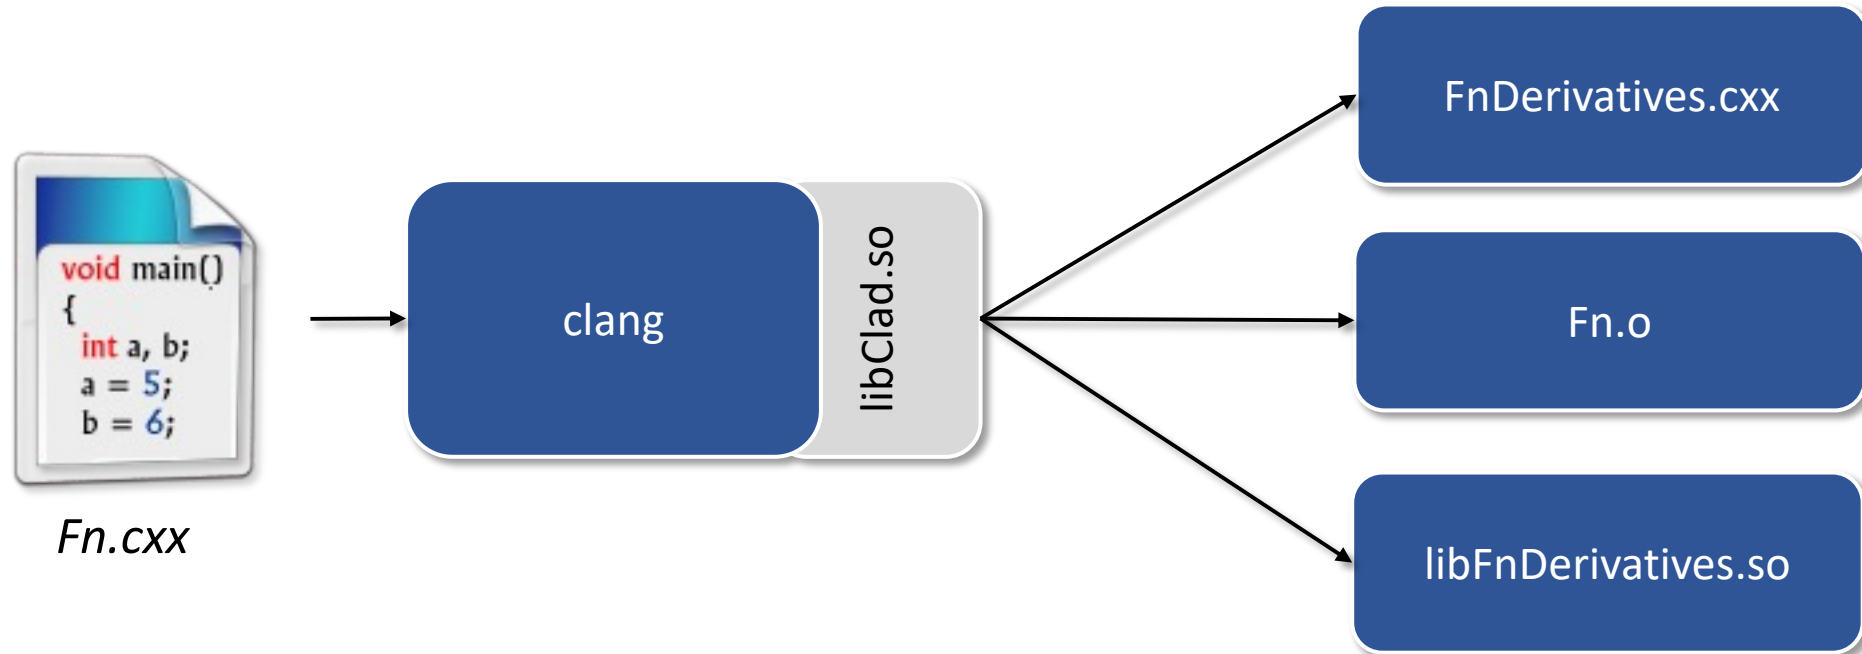 void main()
{
int a, b;
a = 5;
b = 6;
Fn.cxx
clang
libClad.so
FnDerivatives.cxx
Fn.o
libFnDerivatives.so